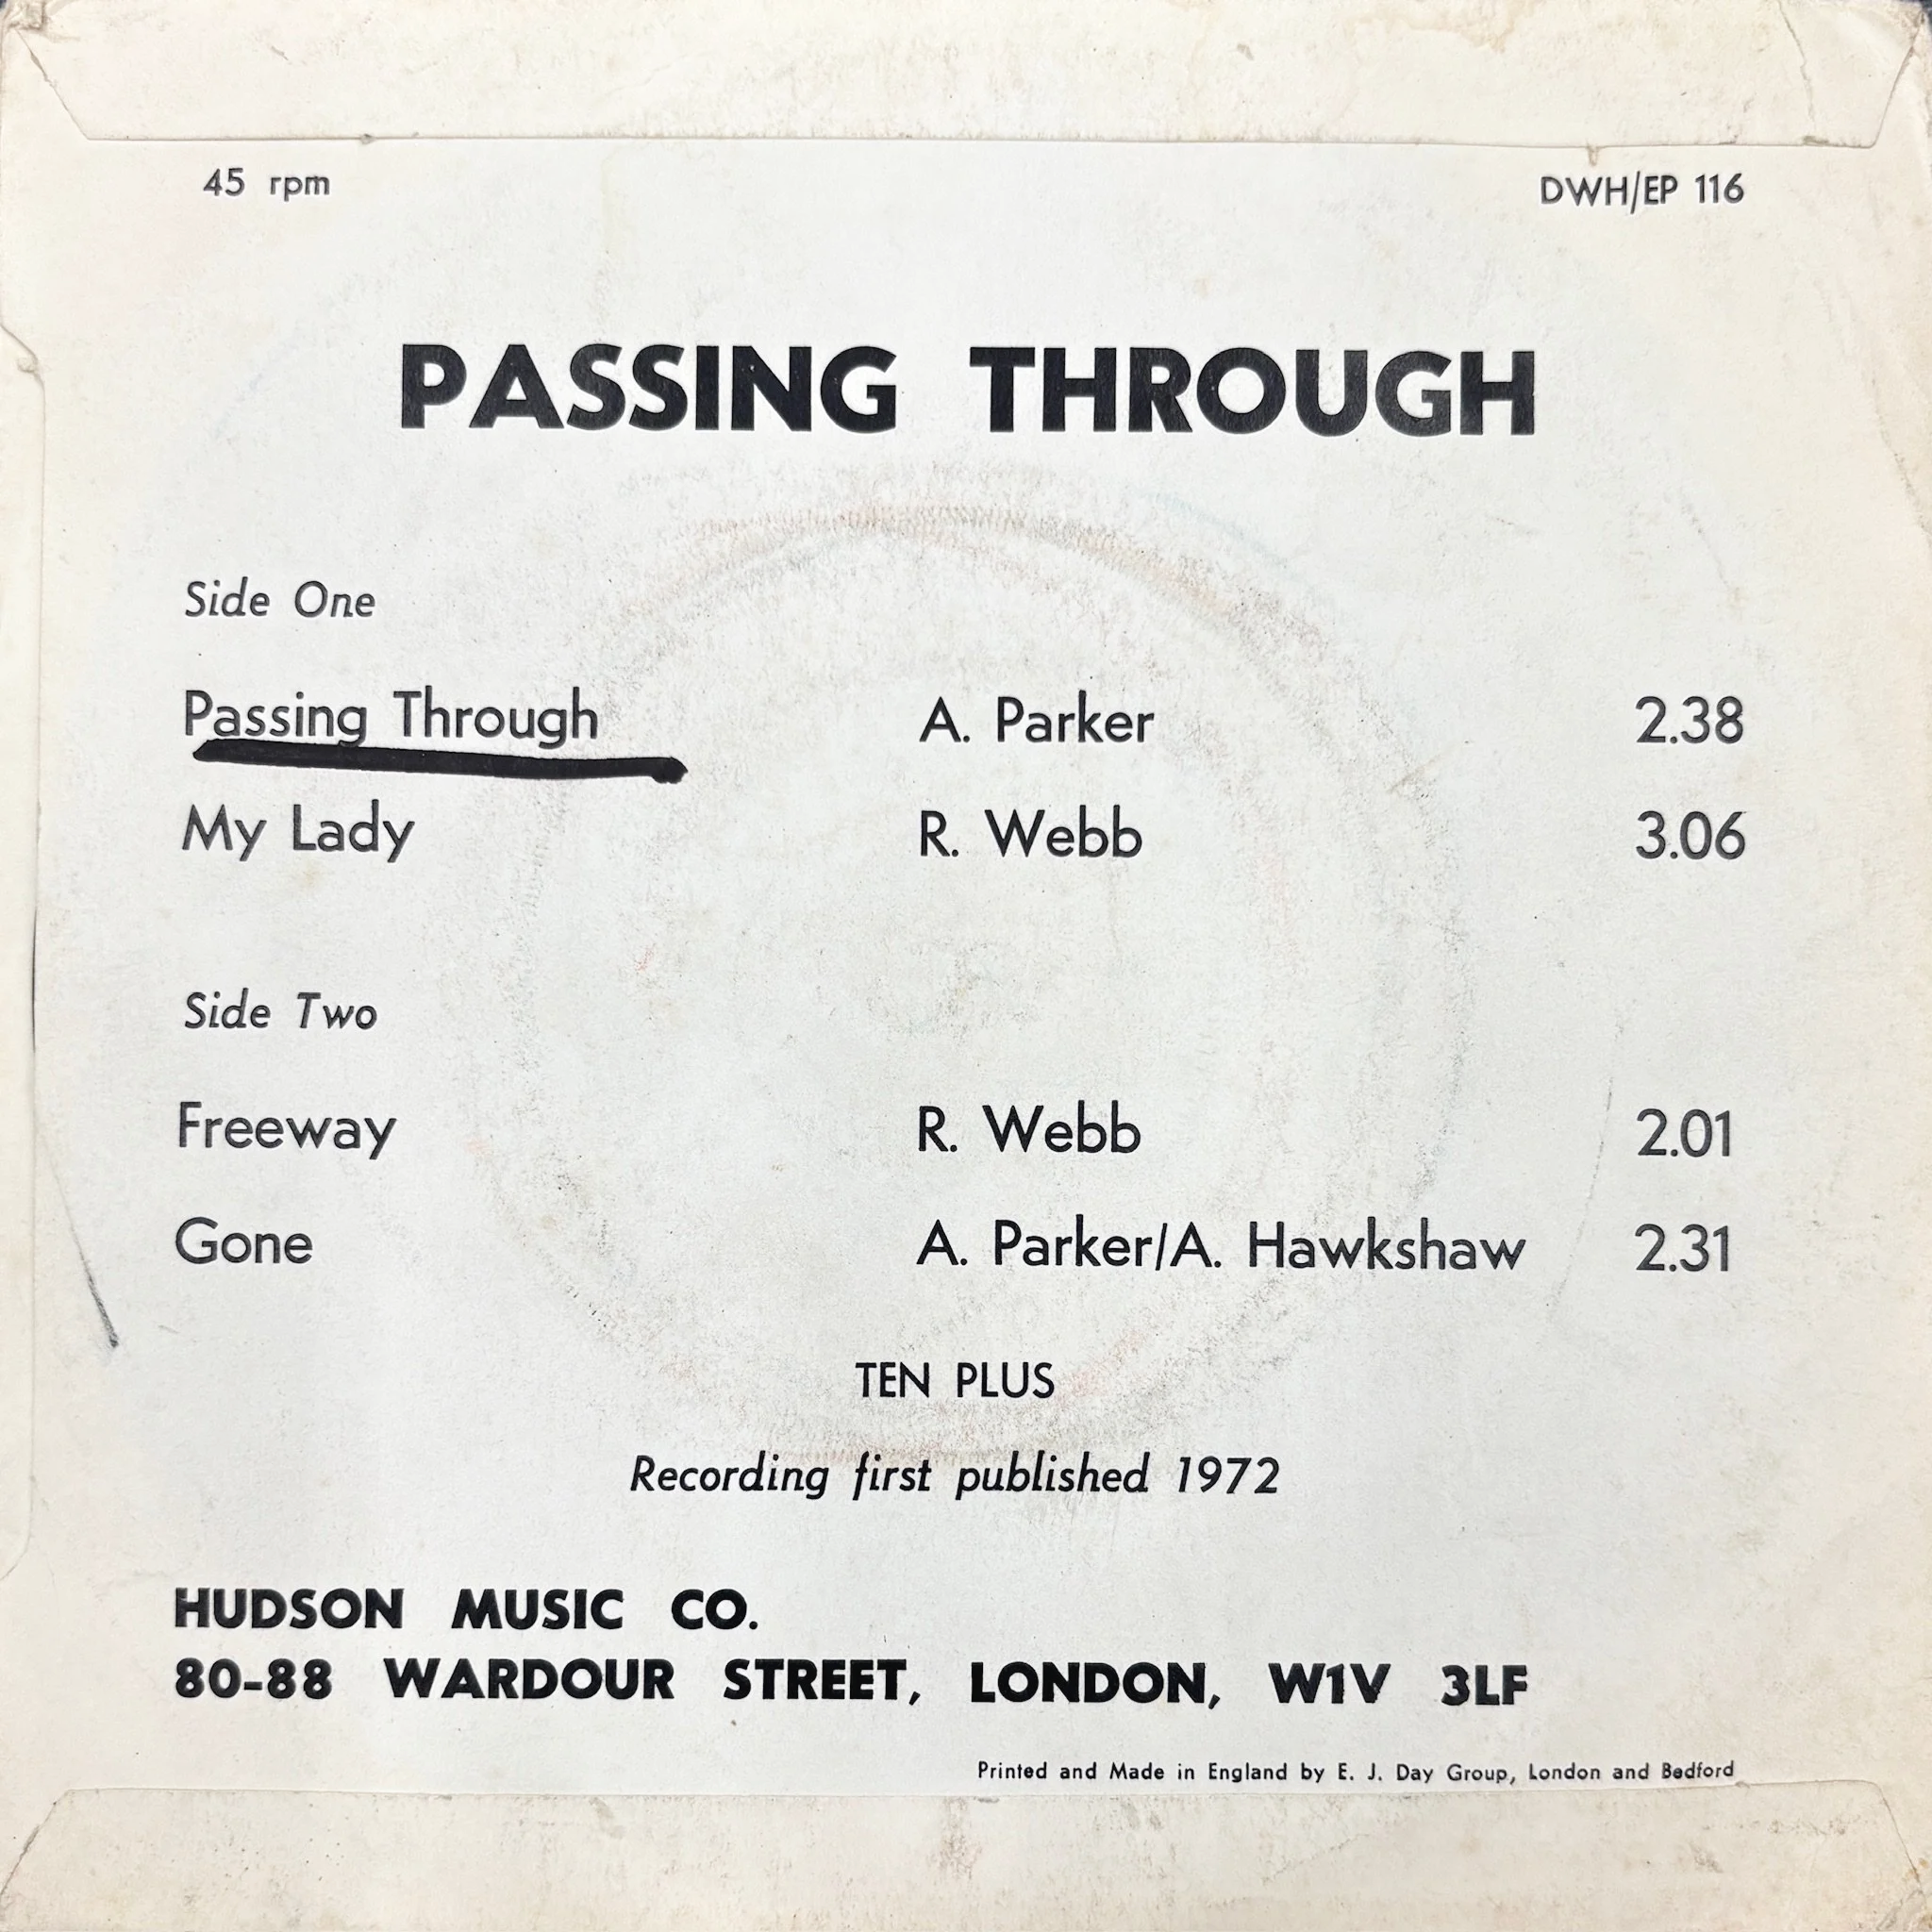 45 rpm DWH/EP 116
PASSING THROUGH
Side One
Passing Through A. Parker 2.38
My Lady R. Webb 3.06
Side Two
Freeway R. Webb 2.01
Gone A. Parker/A. Hawkshaw 2.31
TEN PLUS
Recording first published 1972
HUDSON MUSIC CO.
80-88 WARDOUR STREET, LONDON, W1V 3LF
Printed and Made in England by E. J. Day Group, London and Bedford